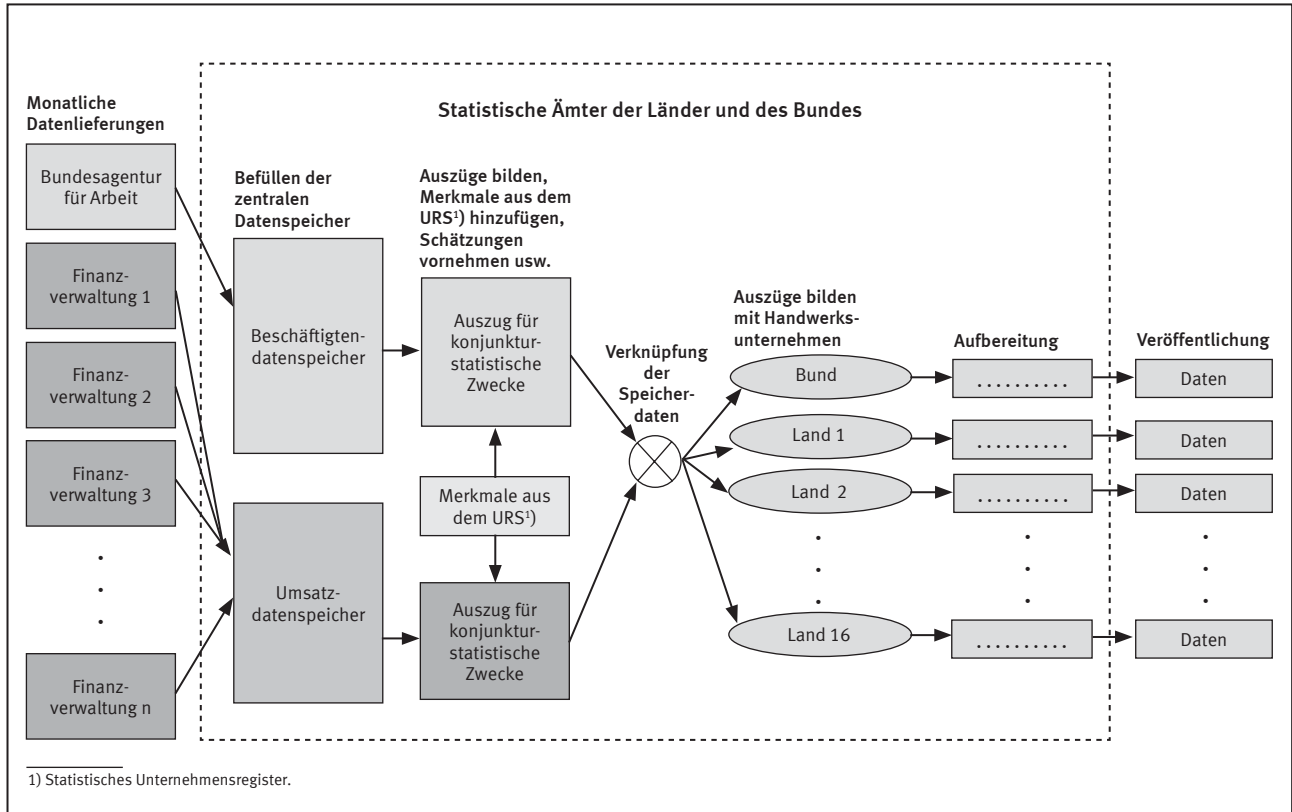 Statistische Ämter der Länder und des Bundes
Monatliche
Datenlieferungen
Bundesagentur
für Arbeit
Finanz-
verwaltung 1
Finanz-
verwaltung 2
Finanz-
verwaltung 3
.
.
.
Finanz-
verwaltung n
Befüllen der
zentralen
Datenspeicher
Beschäftigten-
datenspeicher
Umsatz-
datenspeicher
Auszüge bilden,
Merkmale aus dem
URS¹) hinzufügen,
Schätzungen
vornehmen usw.
Auszug für
konjunktur-
statistische
Zwecke
Merkmale aus
dem URS¹)
Auszug für
konjunktur-
statistische
Zwecke
Verknüpfung
der
Speicher-
daten
Auszüge bilden
mit Handwerks-
unternehmen
Bund
Land 1
Land 2
.
.
.
Land 16
Aufbereitung
..........
..........
..........
.
.
.
..........
Veröffentlichung
Daten
Daten
Daten
.
.
.
Daten
1) Statistisches Unternehmensregister.